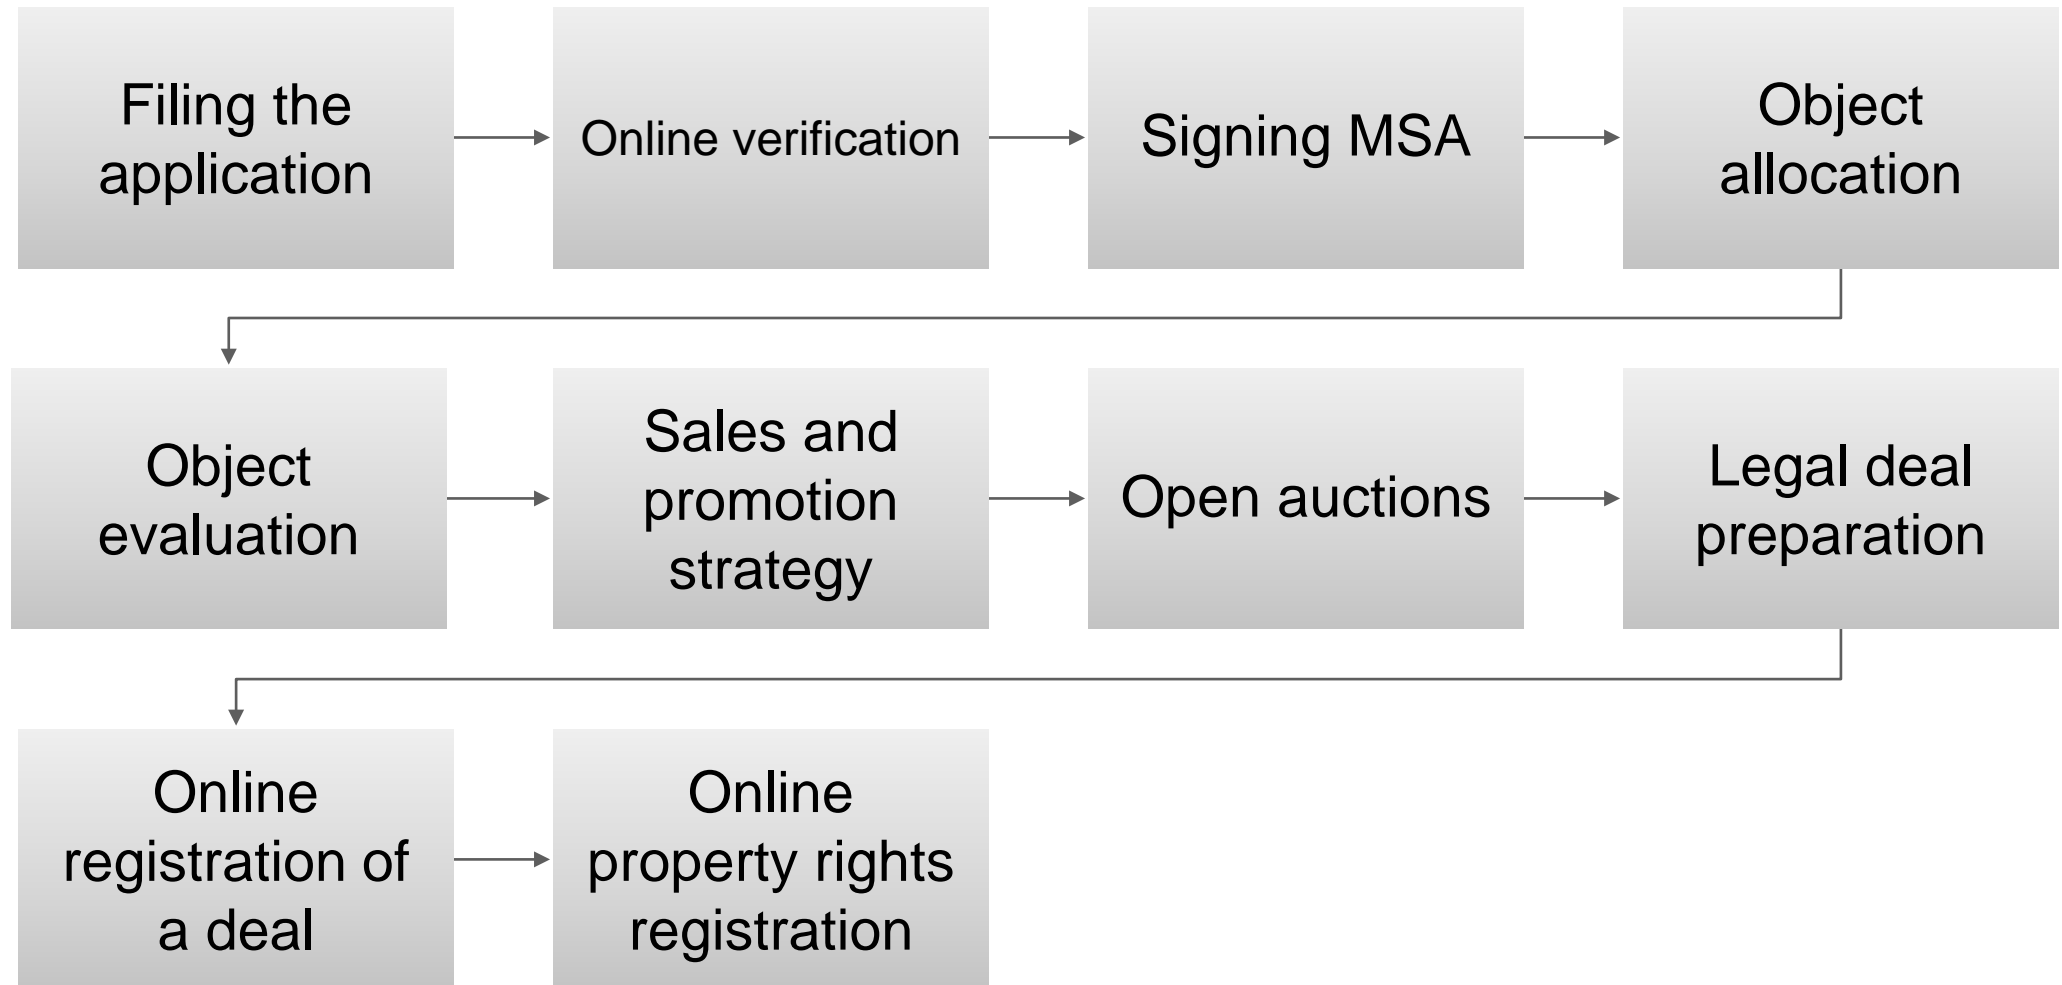 Filing the
application
Online verification
Signing MSA
Object
allocation
Object
evaluation
Sales and
promotion
strategy
Open auctions
Legal deal
preparation
Online
registration of
a deal
Online
property rights
registration